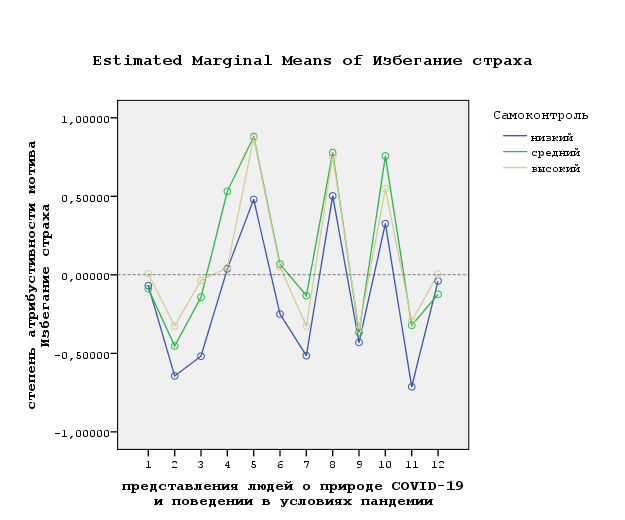 Estimated Marginal Means of Избегание страха
степень атрибустивности мотива
Избегание страха
1,00000
0,50000
0,00000
-0,50000
-1,00000
1 2 3 4 5 6 7 8 9 10 11 12
представления людей о природе COVID-19
и поведении в условиях пандемии
Самоконтроль
низкий
средний
высокий